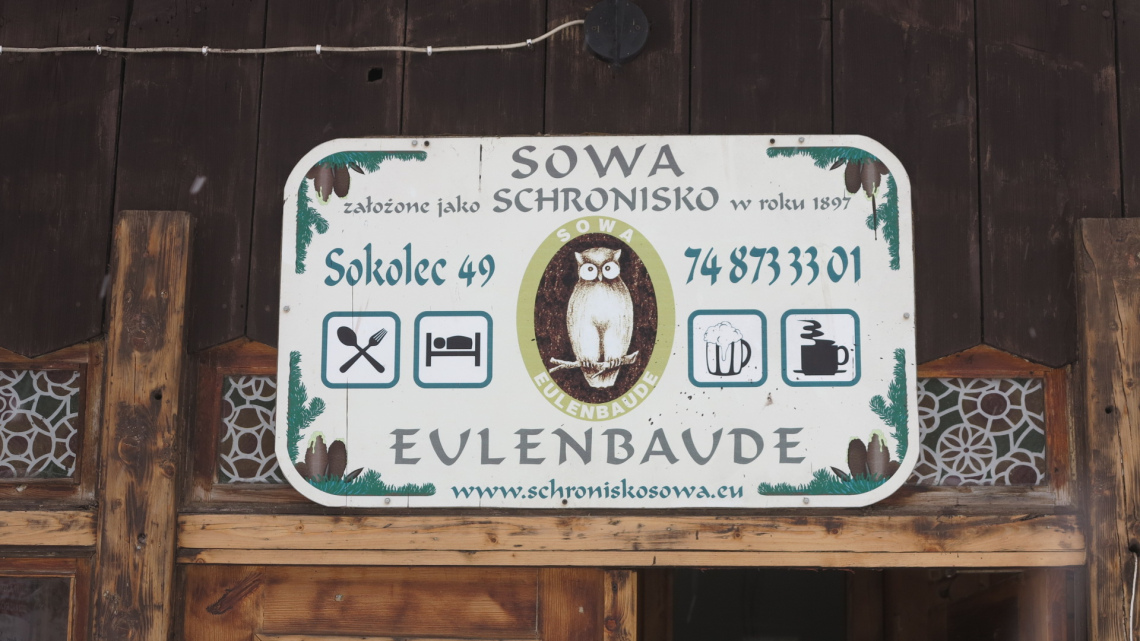 SOWA
założone jako SCHRONISKO w roku 1897
Sokolec 49
74 873 33 01
SOWA
EULENBAUDE
EULENBAUDE
www.schroniskosowa.eu